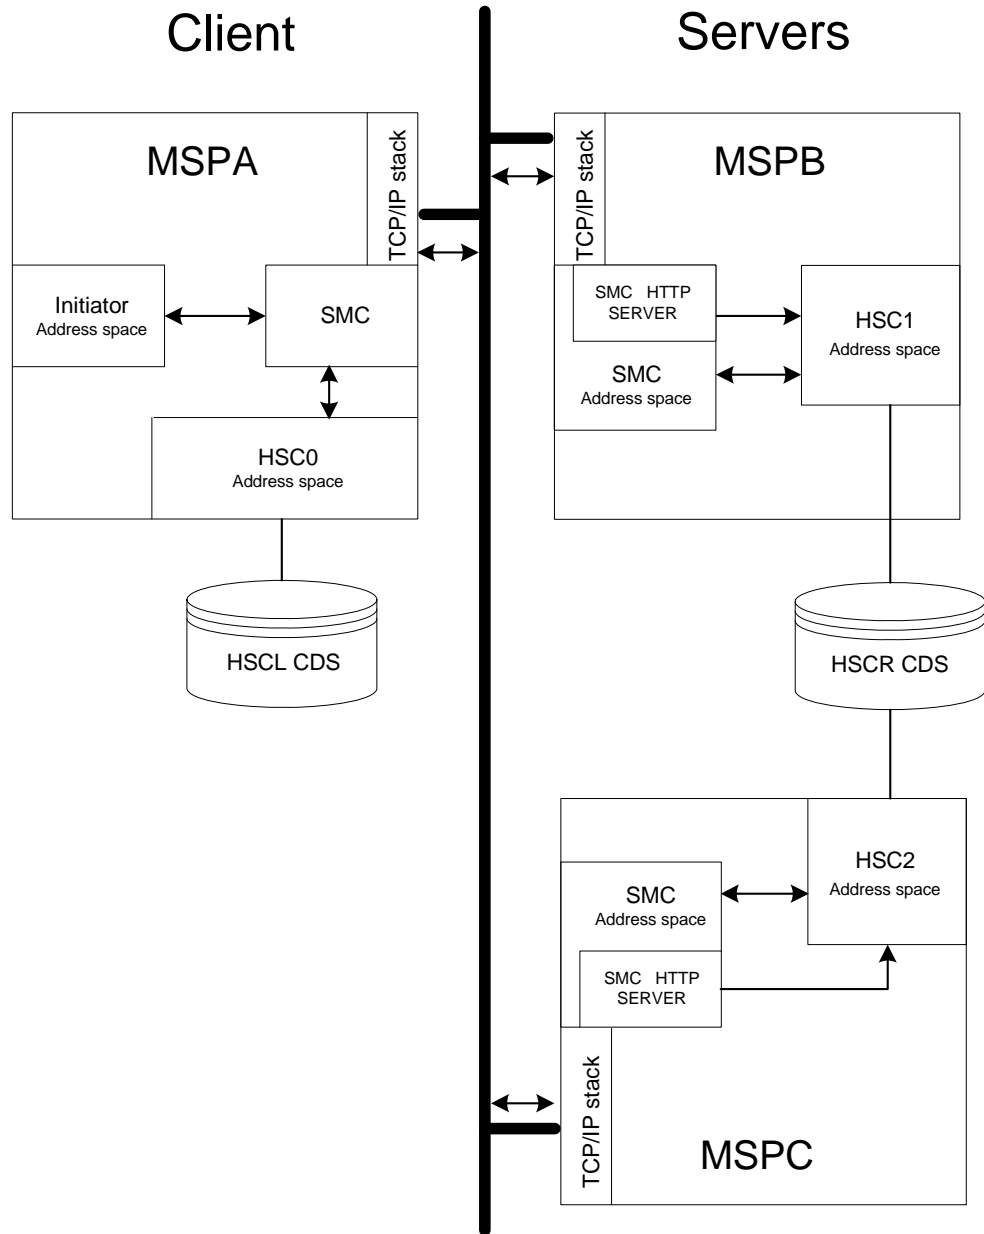 Client
Servers
MSPA
TCP/IP stack
Initiator
Address space
SMC
HSC0
Address space
HSCL CDS
TCP/IP stack
MSPB
SMC HTTP
SERVER
SMC
Address space
HSC1
Address space
HSCR CDS
HSC2
Address space
SMC
Address space
SMC HTTP
SERVER
TCP/IP stack
MSPC